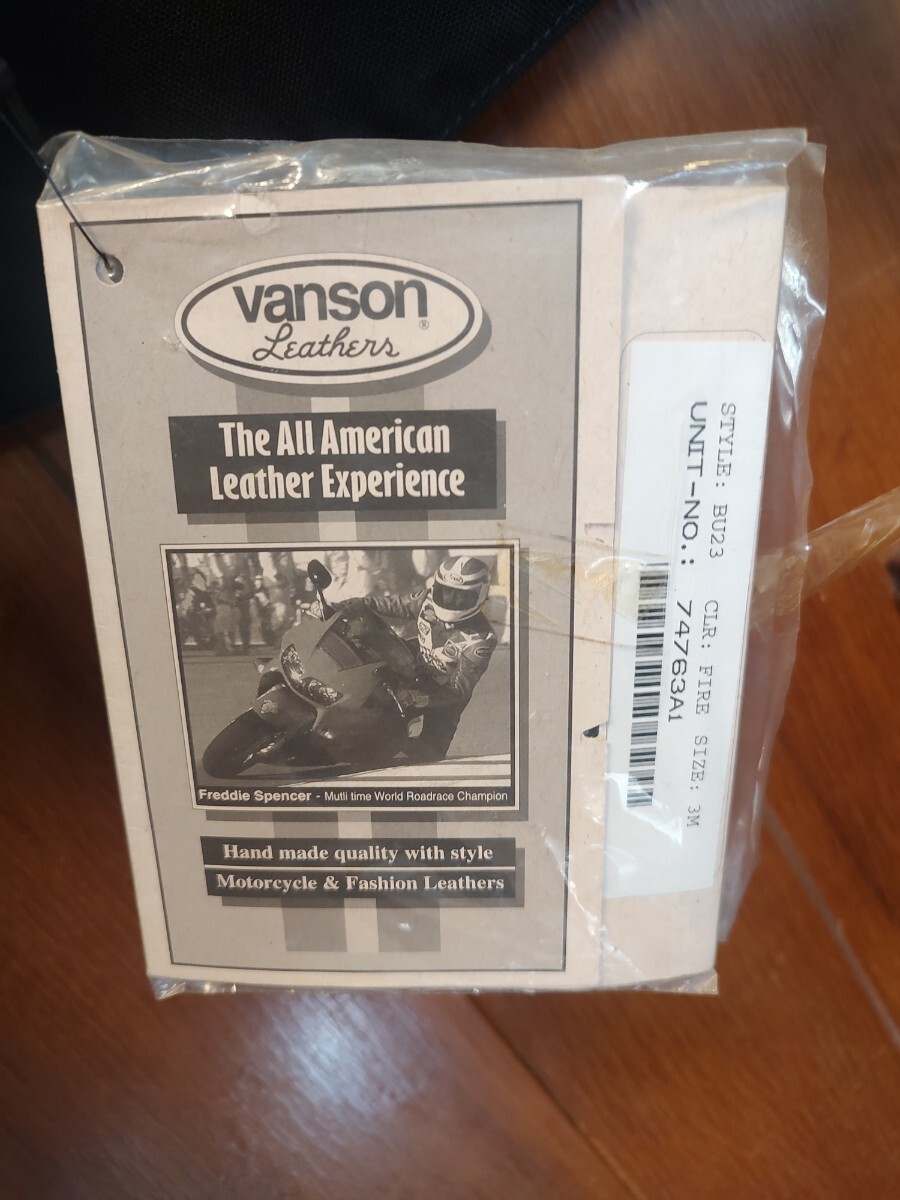 vanson
®
Leathers
The All American
Leather Experience
Freddie Spencer - Mutli time World Roadrace Champion
Hand made quality with style
Motorcycle & Fashion Leathers
STYLE: BU23 CLR: FIRE SIZE: 3M
UNIT-NO.: 74763A1